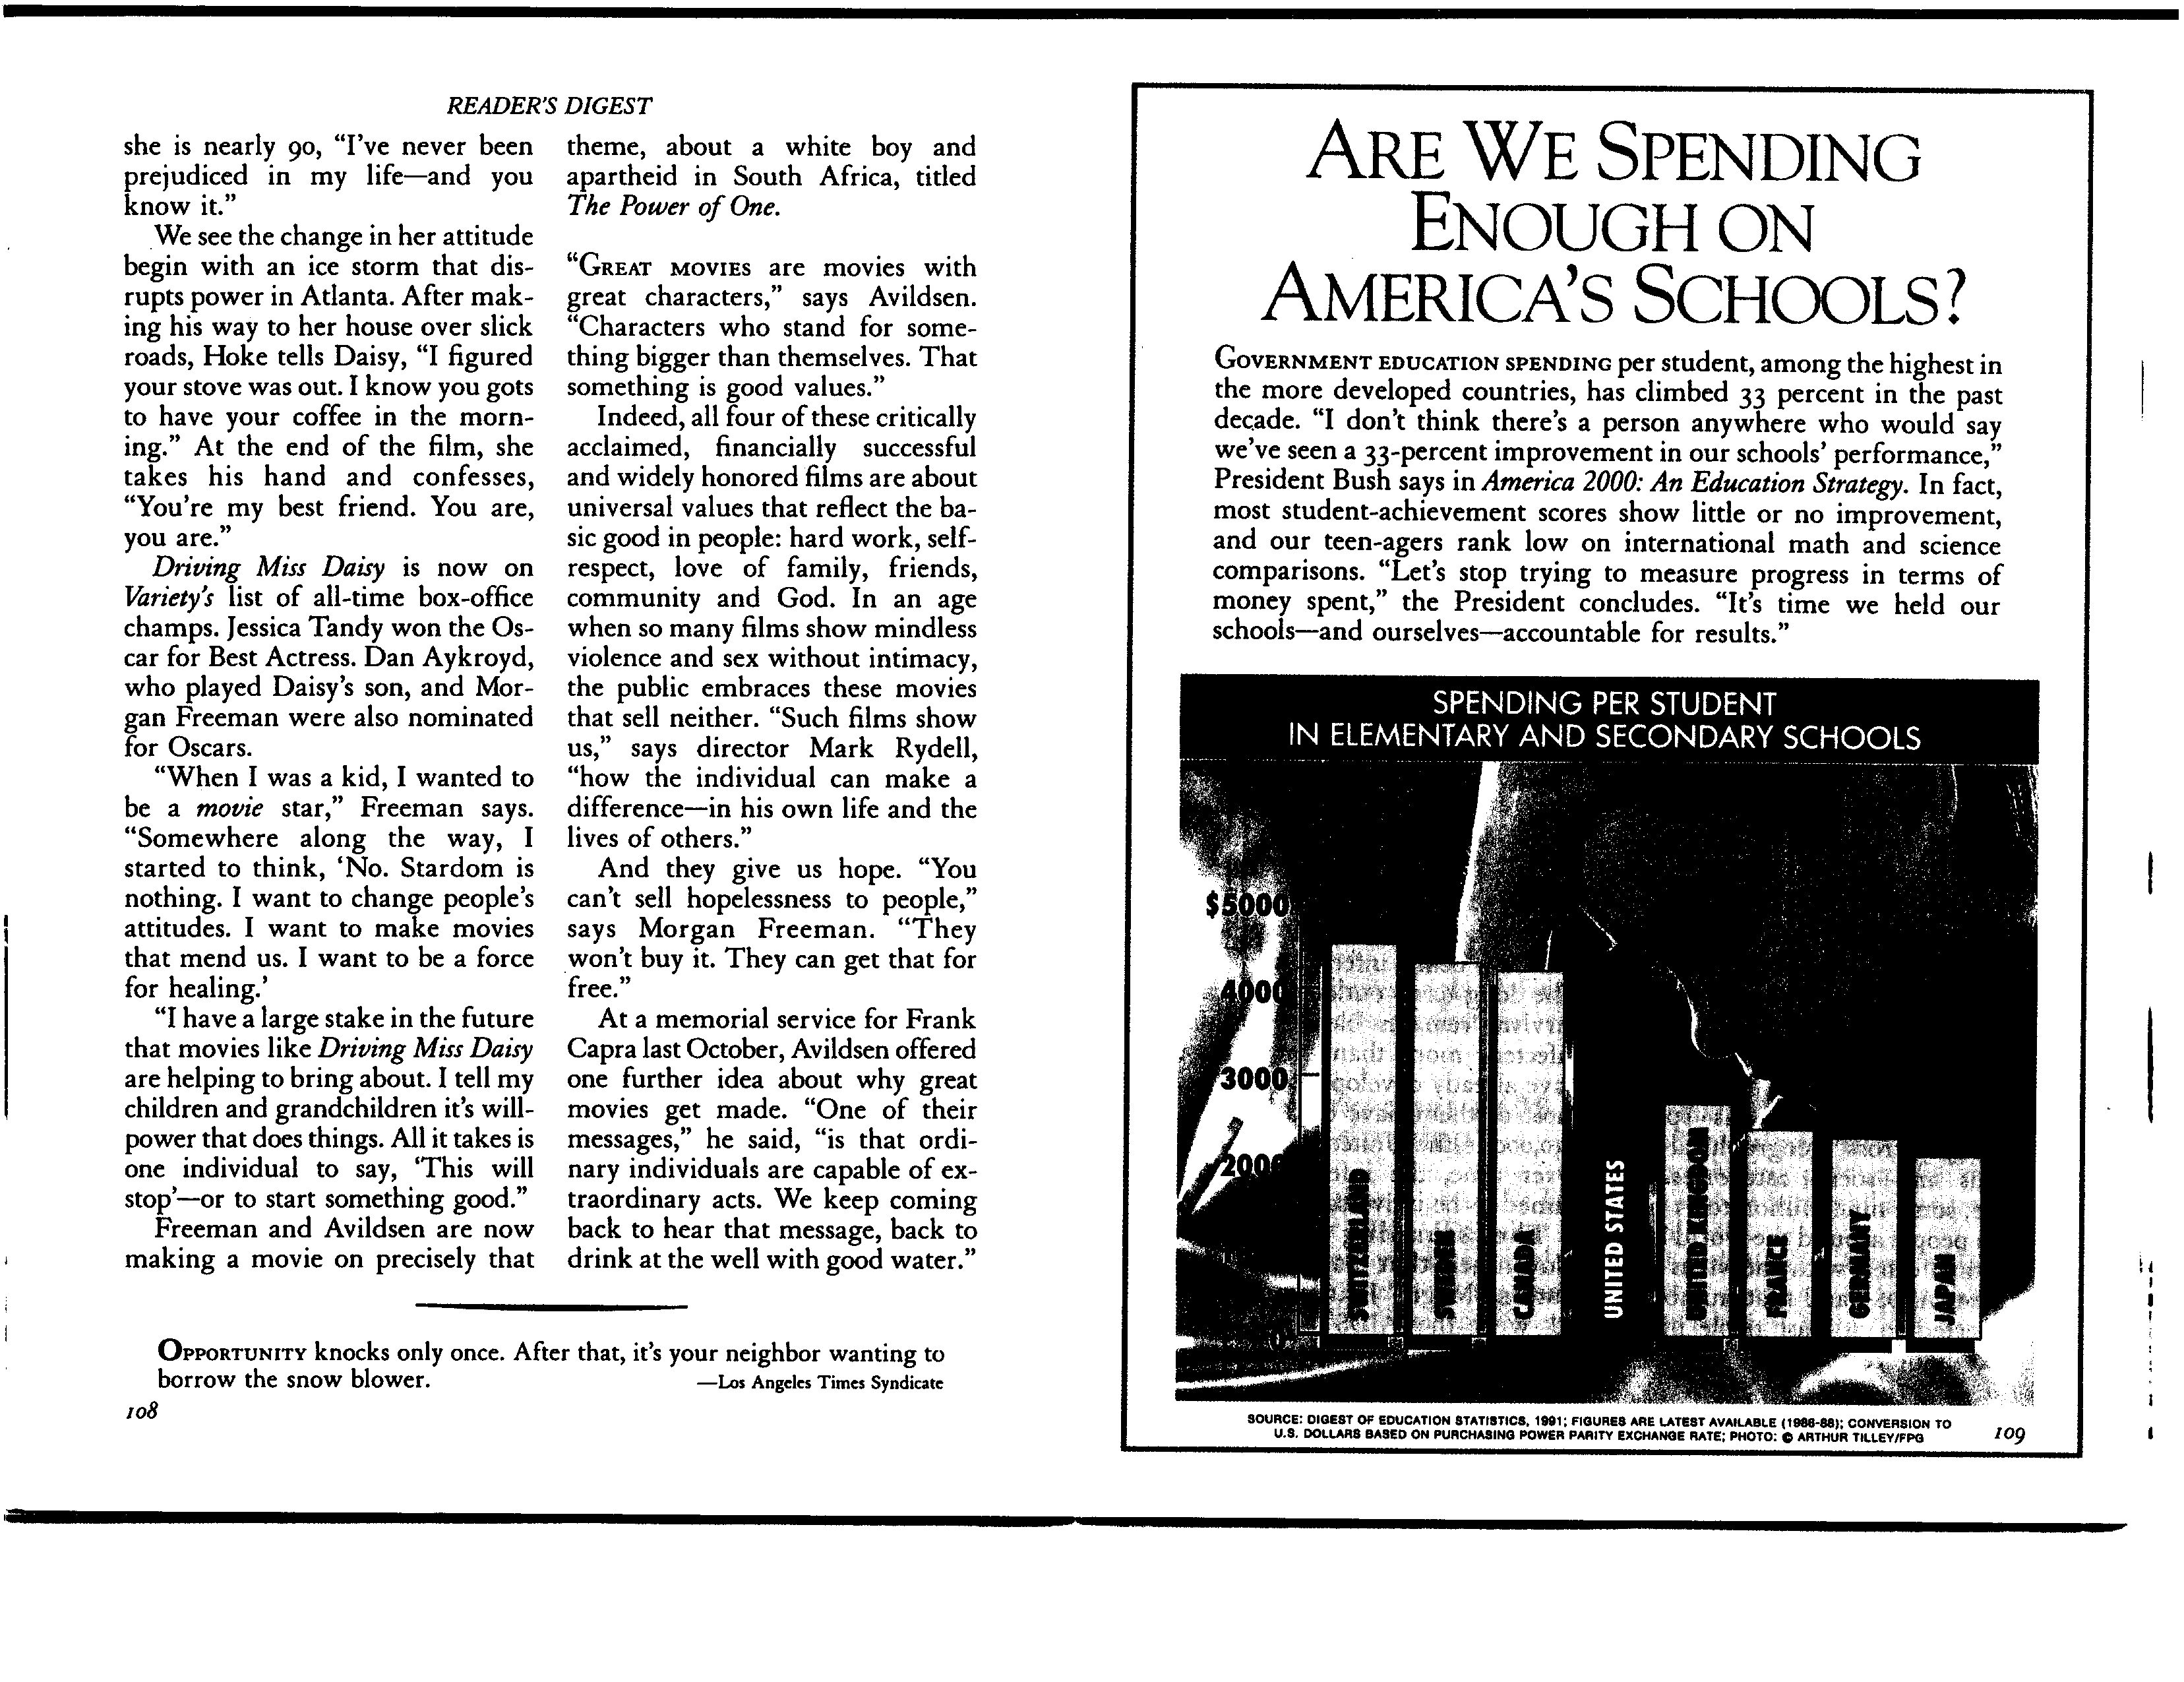 READER'S DIGEST
she is nearly 90, “I've never been
prejudiced in my life—and you
know it.”
We see the change in her attitude
begin with an ice storm that dis-
rupts power in Atlanta. After mak-
ing his way to her house over slick
roads, Hoke tells Daisy, “I figured
your stove was out. I know you gots
to have your coffee in the morn-
ing.” At the end of the film, she
takes his hand and confesses,
“You're my best friend. You are,
you are.”
Driving Miss Daisy is now on
Variety's list of all-time box-office
champs. Jessica Tandy won the Os-
car for Best Actress. Dan Aykroyd,
who played Daisy's son, and Mor-
gan Freeman were also nominated
for Oscars.
“When I was a kid, I wanted to
be a movie star,” Freeman says.
“Somewhere along the way, I
started to think, ‘No. Stardom is
nothing. I want to change people's
attitudes. I want to make movies
that mend us. I want to be a force
for healing.’
“I have a large stake in the future
that movies like Driving Miss Daisy
are helping to bring about. I tell my
children and grandchildren it's will-
power that does things. All it takes is
one individual to say, ‘This will
stop’—or to start something good.”
Freeman and Avildsen are now
making a movie on precisely that
theme, about a white boy and
apartheid in South Africa, titled
The Power of One.
“GREAT MOVIES are movies with
great characters,” says Avildsen.
“Characters who stand for some-
thing bigger than themselves. That
something is good values.”
Indeed, all four of these critically
acclaimed, financially successful
and widely honored films are about
universal values that reflect the ba-
sic good in people: hard work, self-
respect, love of family, friends,
community and God. In an age
when so many films show mindless
violence and sex without intimacy,
the public embraces these movies
that sell neither. “Such films show
us,” says director Mark Rydell,
“how the individual can make a
difference—in his own life and the
lives of others.”
And they give us hope. “You
can't sell hopelessness to people,”
says Morgan Freeman. “They
won't buy it. They can get that for
free.”
At a memorial service for Frank
Capra last October, Avildsen offered
one further idea about why great
movies get made. “One of their
messages,” he said, “is that ordi-
nary individuals are capable of ex-
traordinary acts. We keep coming
back to hear that message, back to
drink at the well with good water.”
OPPORTUNITY knocks only once. After that, it's your neighbor wanting to
borrow the snow blower. —Los Angeles Times Syndicate
108
ARE WE SPENDING
ENOUGH ON
AMERICA'S SCHOOLS?
GOVERNMENT EDUCATION SPENDING per student, among the highest in
the more developed countries, has climbed 33 percent in the past
decade. “I don't think there's a person anywhere who would say
we've seen a 33-percent improvement in our schools' performance,”
President Bush says in America 2000: An Education Strategy. In fact,
most student-achievement scores show little or no improvement,
and our teen-agers rank low on international math and science
comparisons. “Let's stop trying to measure progress in terms of
money spent,” the President concludes. “It's time we held our
schools—and ourselves—accountable for results.”
SPENDING PER STUDENT
IN ELEMENTARY AND SECONDARY SCHOOLS
$5000
4000
3000
2000
0
SWITZERLAND
SWEDEN
CANADA
UNITED STATES
UNITED KINGDOM
FRANCE
GERMANY
JAPAN
SOURCE: DIGEST OF EDUCATION STATISTICS, 1991; FIGURES ARE LATEST AVAILABLE (1986-88); CONVERSION TO
U.S. DOLLARS BASED ON PURCHASING POWER PARITY EXCHANGE RATE; PHOTO: © ARTHUR TILLEY/FPG
109